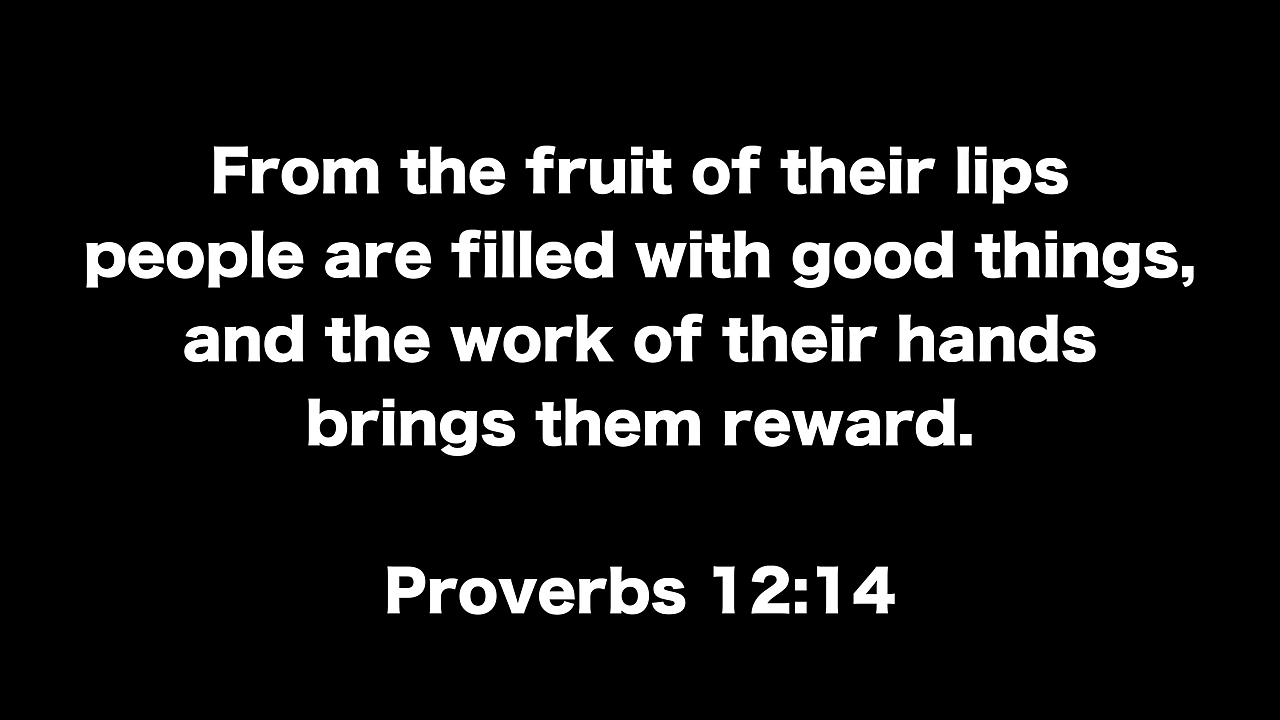 From the fruit of their lips
people are filled with good things,
and the work of their hands
brings them reward.
Proverbs 12:14